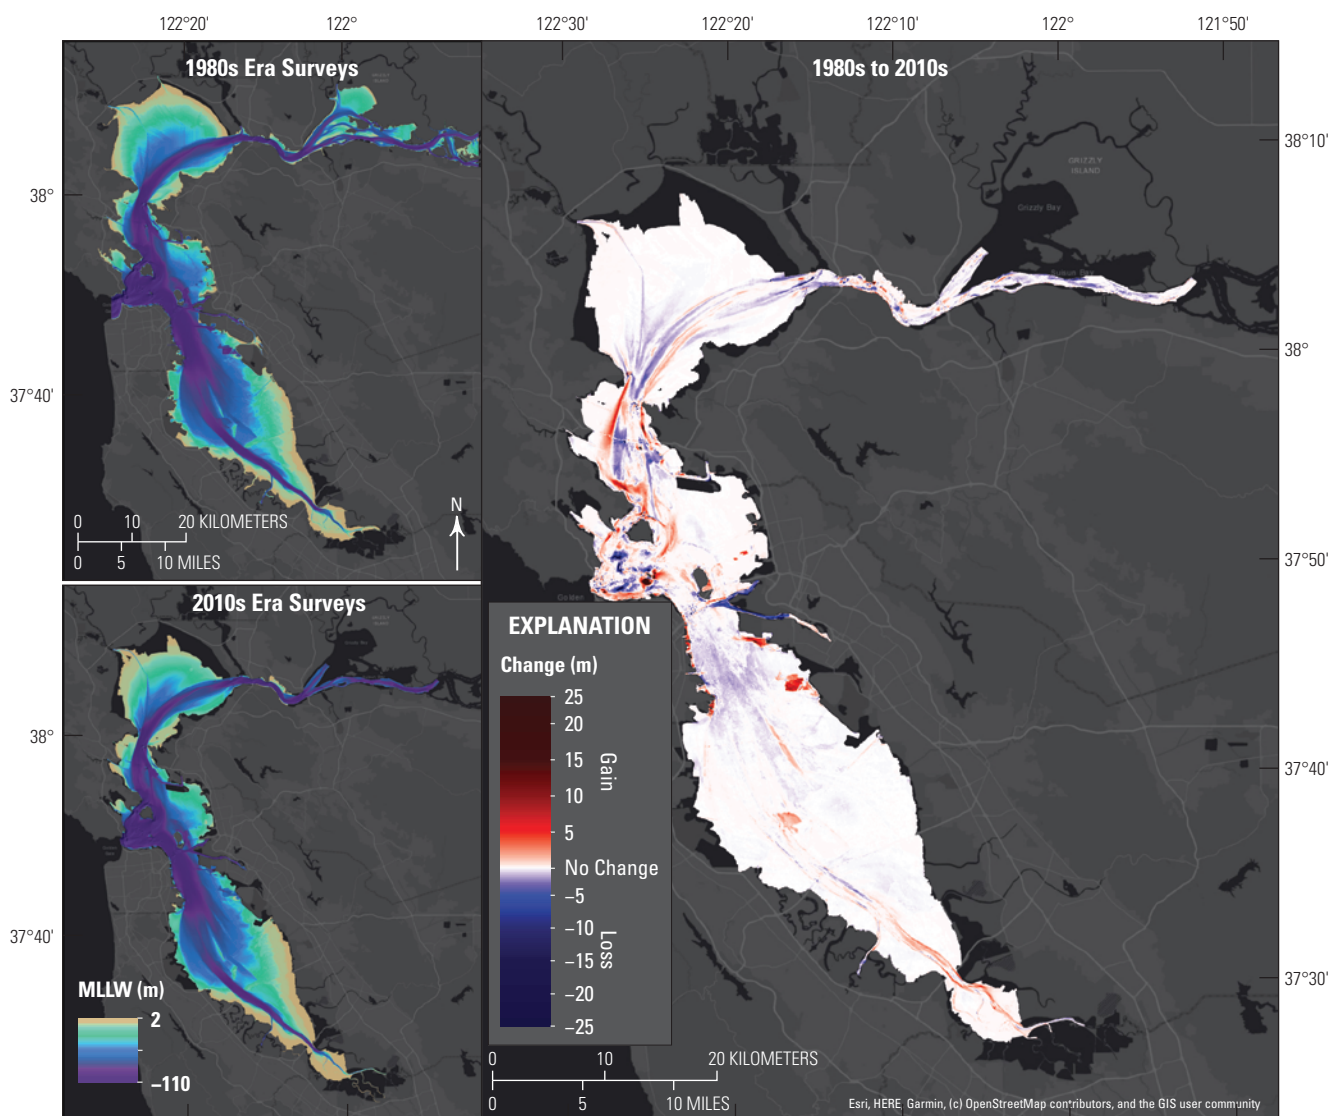 122°20' 122°
122°30' 122°20' 122°10' 122° 121°50'
1980s Era Surveys
38°
37°40'
N
0 10 20 KILOMETERS
0 5 10 MILES
2010s Era Surveys
38°
37°40'
MLLW (m)
2
−110
1980s to 2010s
GRIZZLY
ISLAND
Grizzly Bay
38°10'
38°
37°50'
37°40'
37°30'
Golden
EXPLANATION
Change (m)
25
20
15
10
5
No Change
−5
−10
−15
−20
−25
Gain
Loss
0 10 20 KILOMETERS
0 5 10 MILES
Esri, HERE, Garmin, (c) OpenStreetMap contributors, and the GIS user community